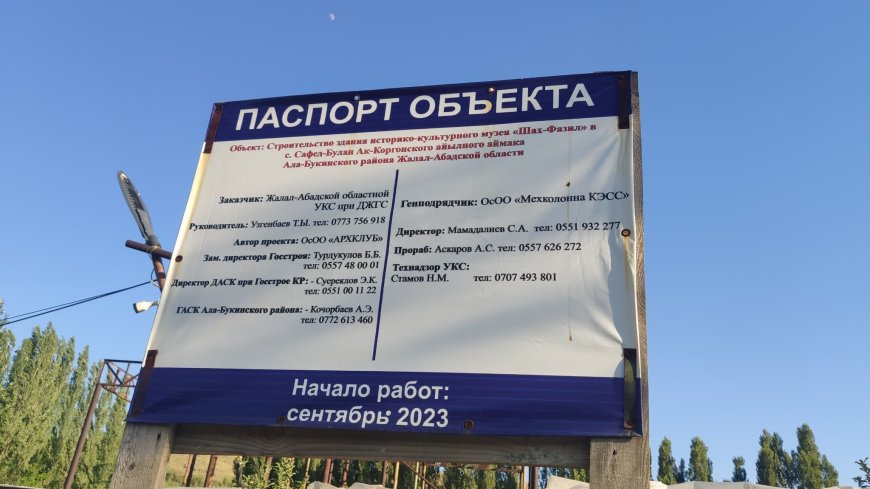 ПАСПОРТ ОБЪЕКТА
Объект: Строительство здания историко-культурного музея «Шах-Фазил» в
с. Сафед-Булан Ак-Коргонского айылного аймака
Ала-Букинского района Жалал-Абадской области
Заказчик: Жалал-Абадской областной
УКС при ДЖГС
Руководитель: Узгенбаев Т.Ы. тел: 0773 756 918
Автор проекта: ОсОО «АРХКЛУБ»
Зам. директора Госстроя: Турдукулов Б.Б.
тел: 0557 48 00 01
Директор ДАСК при Госстрое КР: - Суереклов Э.К.
тел: 0551 00 11 22
ГАСК Ала-Букинского района: - Кочорбаев А.Э.
тел: 0772 613 460
Генподрядчик: ОсОО «Мехколонна КЭСС»
Директор: Мамадалиев С.А. тел: 0551 932 277
Прораб: Аскаров А.С. тел: 0557 626 272
Технадзор УКС:
Стамов Н.М. тел: 0707 493 801
Начало работ:
сентябрь 2023